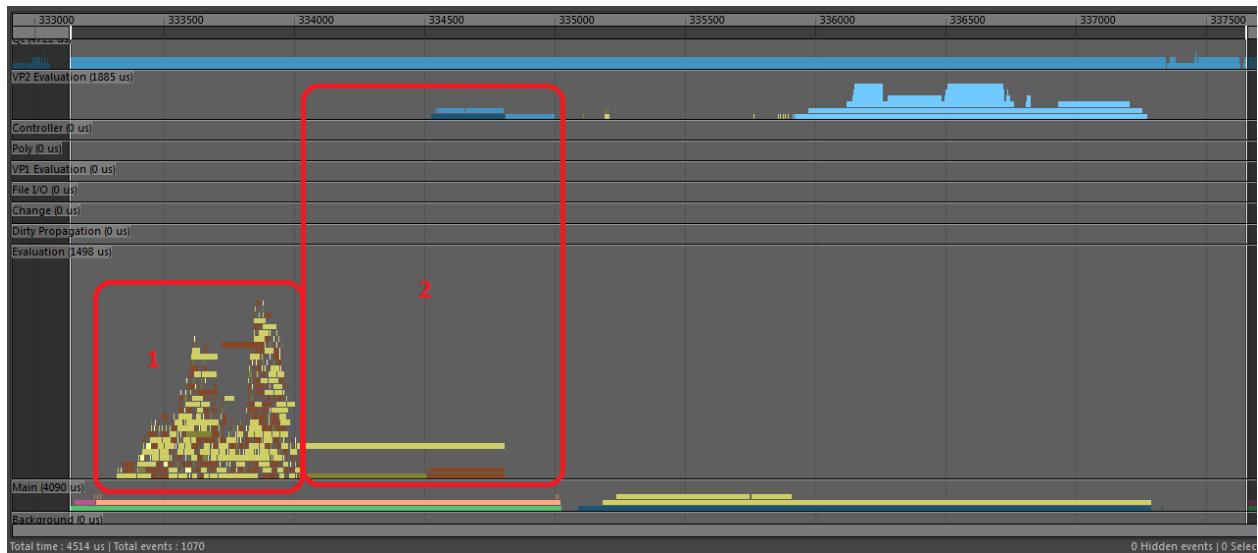 333000 333500 334000 334500 335000 335500 336000 336500 337000 337500
Qt (4722 us)
VP2 Evaluation (1885 us)
Controller (0 us)
Poly (0 us)
VP1 Evaluation (0 us)
File I/O (0 us)
Change (0 us)
Dirty Propagation (0 us)
Evaluation (1498 us)
2
1
Main (4090 us)
Background (0 us)
Total time : 4514 us | Total events : 1070 0 Hidden events | 0 Selec